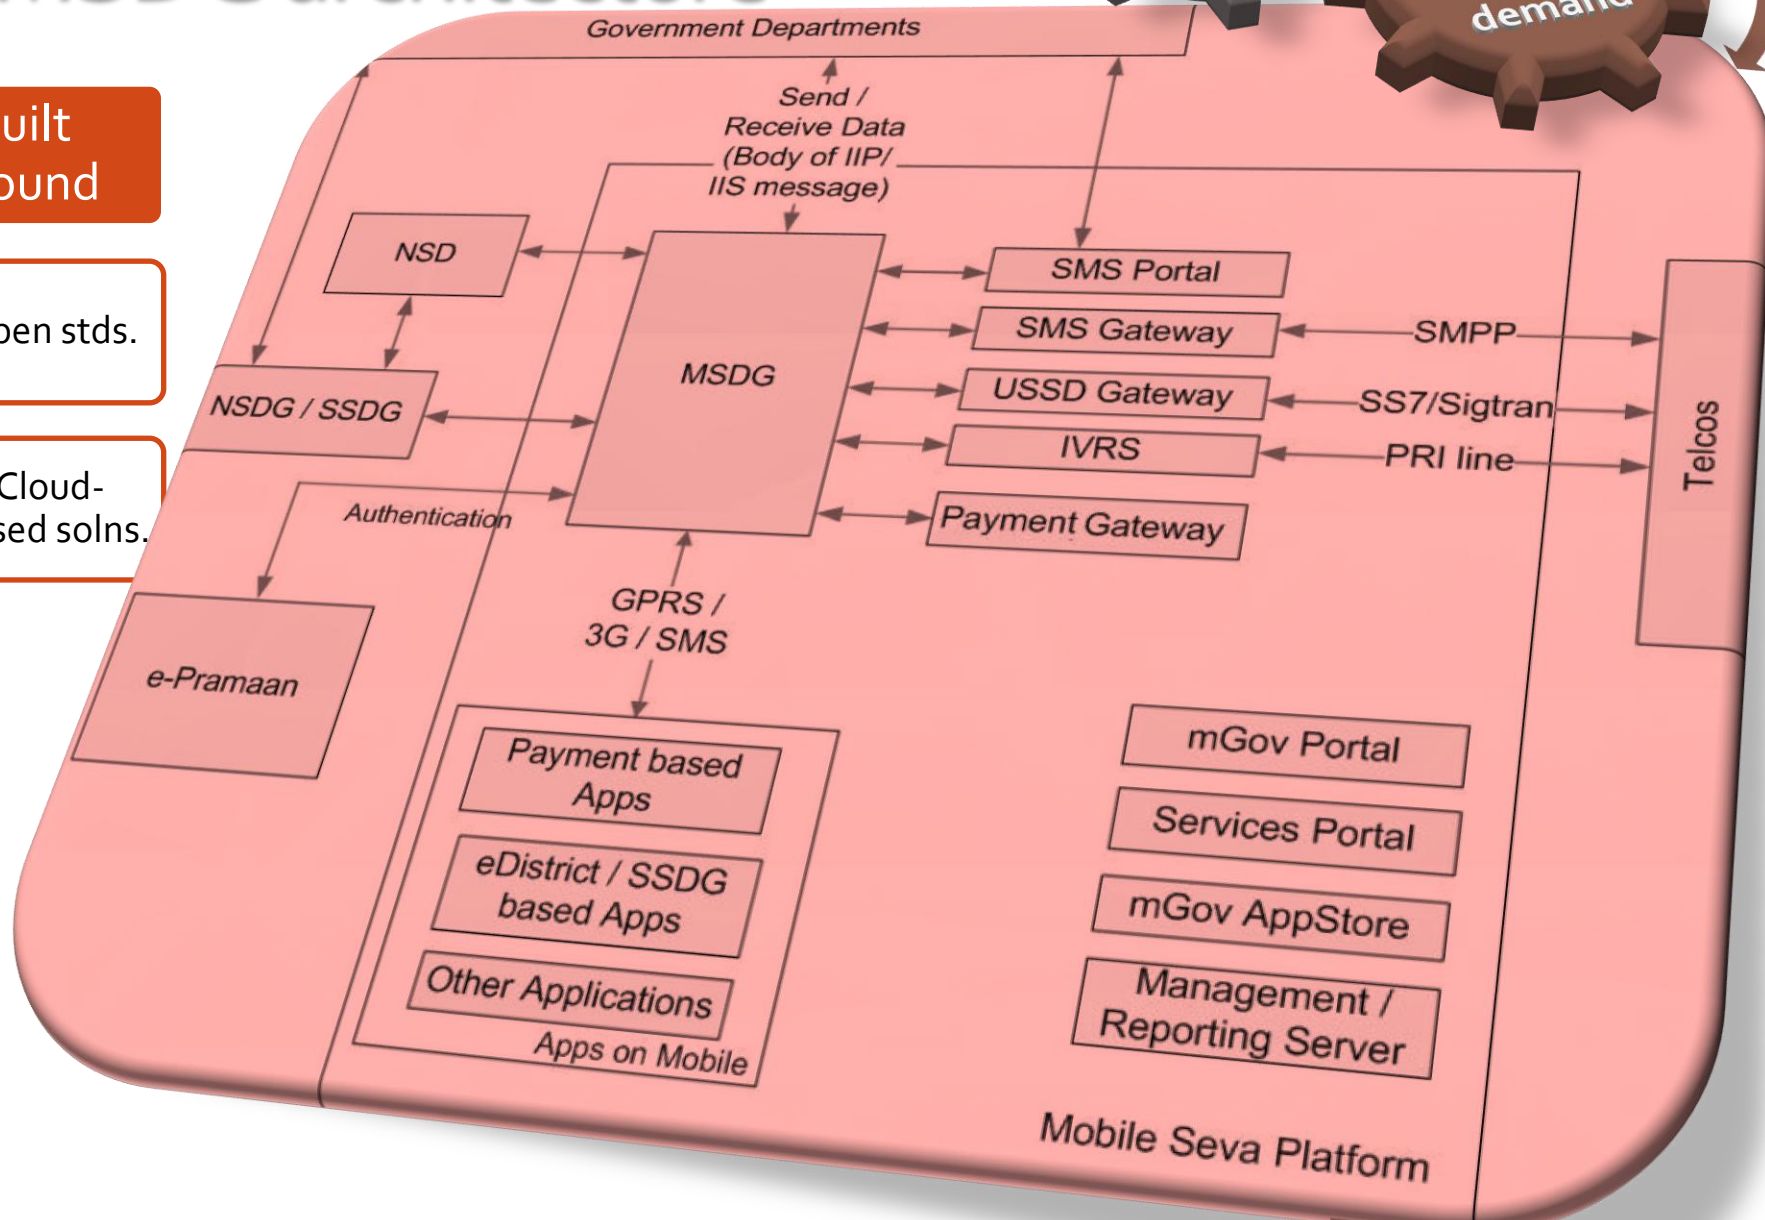 architecture
demand
uilt
ound
pen stds.
Cloud-
sed solns.
Government Departments
Send /
Receive Data
(Body of IIP/
IIS message)
NSD
NSDG / SSDG
Authentication
e-Pramaan
MSDG
SMS Portal
SMS Gateway
USSD Gateway
IVRS
Payment Gateway
SMPP
SS7/Sigtran
PRI line
Telcos
GPRS /
3G / SMS
Payment based
Apps
eDistrict / SSDG
based Apps
Other Applications
Apps on Mobile
mGov Portal
Services Portal
mGov AppStore
Management /
Reporting Server
Mobile Seva Platform